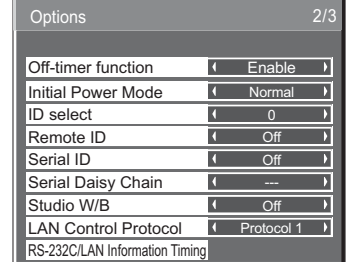 Options 2/3
Off-timer function Enable
Initial Power Mode Normal
ID select 0
Remote ID Off
Serial ID Off
Serial Daisy Chain ---
Studio W/B Off
LAN Control Protocol Protocol 1
RS-232C/LAN Information Timing